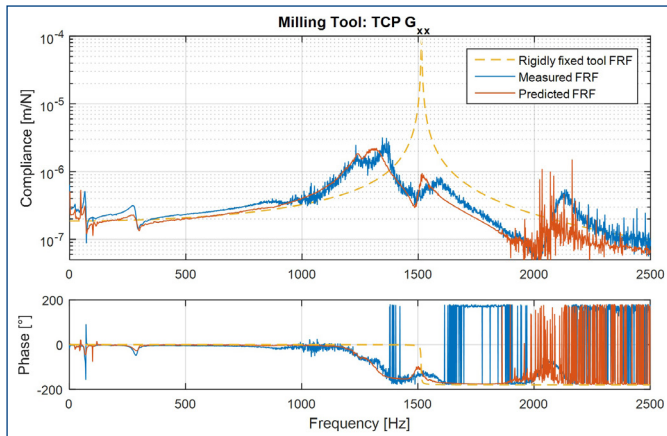 Milling Tool: TCP G
xx
Compliance [m/N]
10-4
10-5
10-6
10-7
Rigidly fixed tool FRF
Measured FRF
Predicted FRF
0 500 1000 1500 2000 2500
Phase [°]
200
0
-200
0 500 1000 1500 2000 2500
Frequency [Hz]